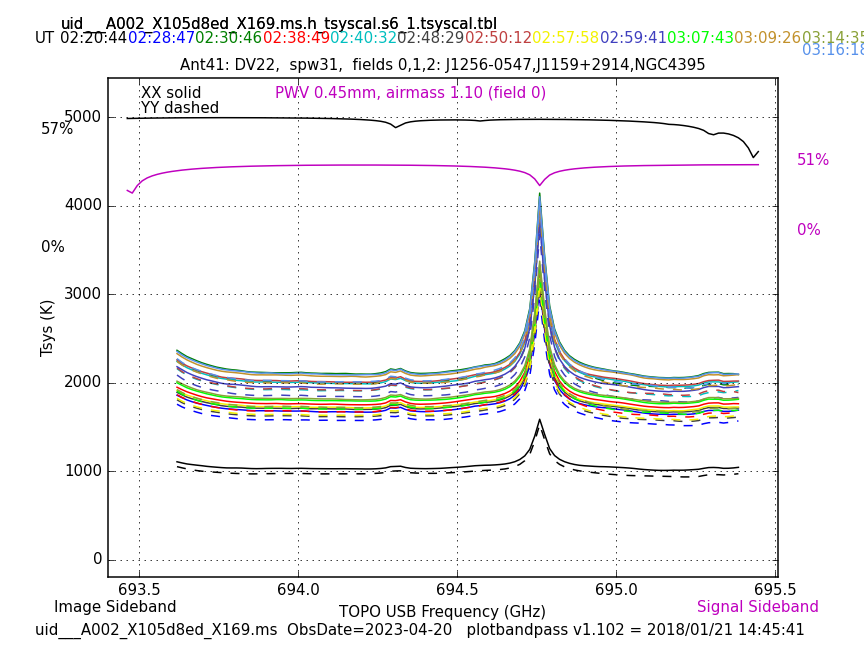 uid___A002_X105d8ed_X169.ms.h_tsyscal.s6_1.tsyscal.tbl
UT 02:20:44 02:28:47 02:30:46 02:38:49 02:40:32 02:48:29 02:50:12 02:57:58 02:59:41 03:07:43 03:09:26 03:14:35
03:16:18
Ant41: DV22, spw31, fields 0,1,2: J1256-0547,J1159+2914,NGC4395
XX solid PWV 0.45mm, airmass 1.10 (field 0)
YY dashed
5000
57%
51%
4000
0%
0%
3000
Tsys (K)
2000
1000
0
693.5 694.0 694.5 695.0 695.5
Image Sideband TOPO USB Frequency (GHz) Signal Sideband
uid___A002_X105d8ed_X169.ms ObsDate=2023-04-20 plotbandpass v1.102 = 2018/01/21 14:45:41